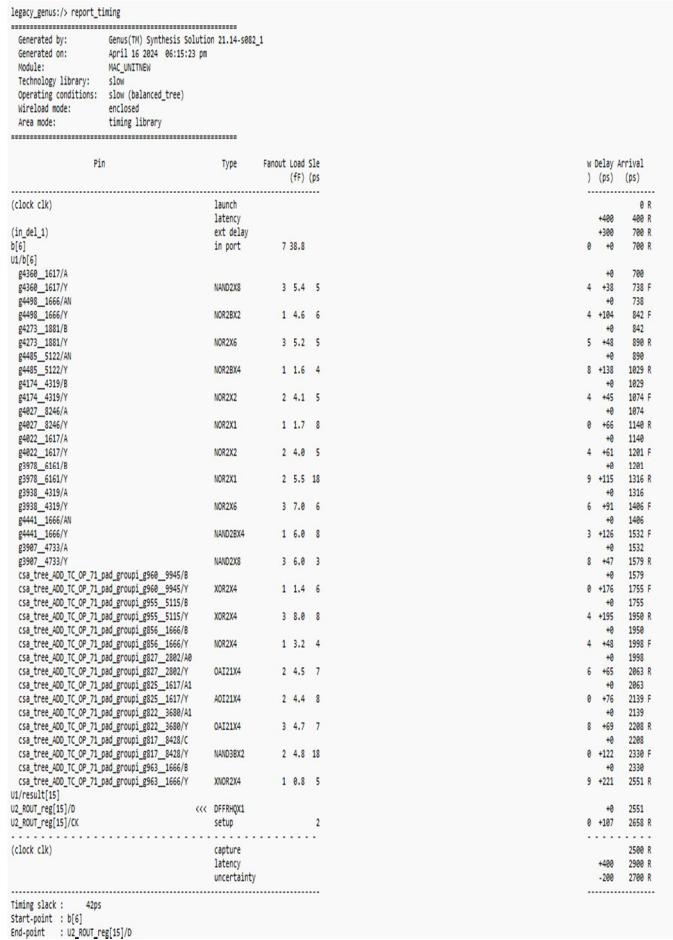 legacy_genus:/> report_timing
============================================================
Generated by: Genus(TM) Synthesis Solution 21.14-s082_1
Generated on: April 16 2024 06:15:23 pm
Module: MAC_UNITNEW
Technology library: slow
Operating conditions: slow (balanced_tree)
Wireload mode: enclosed
Area mode: timing library
============================================================
Pin Type Fanout Load Sle w Delay Arrival
(fF) (ps ) (ps) (ps)
------------------------------------------------------------
(clock clk) launch 0 R
latency +400 400 R
(in_del_1) ext delay +300 700 R
b[6] in port 7 38.8 0 +0 700 R
U1/b[6]
g4360__1617/A +0 700
g4360__1617/Y NAND2X8 3 5.4 5 4 +38 738 F
g4498__1666/AN +0 738
g4498__1666/Y NOR2BX2 1 4.6 6 4 +104 842 F
g4273__1881/B +0 842
g4273__1881/Y NOR2X6 3 5.2 5 5 +48 890 R
g4485__5122/AN +0 890
g4485__5122/Y NOR2BX4 1 1.6 4 8 +138 1029 R
g4174__4319/B +0 1029
g4174__4319/Y NOR2X2 2 4.1 5 4 +45 1074 F
g4027__8246/A +0 1074
g4027__8246/Y NOR2X1 1 1.7 8 0 +66 1140 R
g4022__1617/A +0 1140
g4022__1617/Y NOR2X2 2 4.0 5 4 +61 1201 F
g3978__6161/B +0 1201
g3978__6161/Y NOR2X1 2 5.5 18 9 +115 1316 R
g3938__4319/A +0 1316
g3938__4319/Y NOR2X6 3 7.0 6 6 +91 1406 F
g4441__1666/AN +0 1406
g4441__1666/Y NAND2BX4 1 6.0 8 3 +126 1532 F
g3907__4733/A +0 1532
g3907__4733/Y NAND2X8 3 6.0 3 8 +47 1579 R
csa_tree_ADD_TC_OP_71_pad_groupi_g960__9945/B +0 1579
csa_tree_ADD_TC_OP_71_pad_groupi_g960__9945/Y XOR2X4 1 1.4 6 0 +176 1755 F
csa_tree_ADD_TC_OP_71_pad_groupi_g955__5115/B +0 1755
csa_tree_ADD_TC_OP_71_pad_groupi_g955__5115/Y XOR2X4 3 8.0 8 4 +195 1950 R
csa_tree_ADD_TC_OP_71_pad_groupi_g856__1666/B +0 1950
csa_tree_ADD_TC_OP_71_pad_groupi_g856__1666/Y NOR2X4 1 3.2 4 4 +48 1998 F
csa_tree_ADD_TC_OP_71_pad_groupi_g827__2802/A0 +0 1998
csa_tree_ADD_TC_OP_71_pad_groupi_g827__2802/Y OAI21X4 2 4.5 7 6 +65 2063 R
csa_tree_ADD_TC_OP_71_pad_groupi_g825__1617/A1 +0 2063
csa_tree_ADD_TC_OP_71_pad_groupi_g825__1617/Y AOI21X4 2 4.4 8 0 +76 2139 F
csa_tree_ADD_TC_OP_71_pad_groupi_g822__3680/A1 +0 2139
csa_tree_ADD_TC_OP_71_pad_groupi_g822__3680/Y OAI21X4 3 4.7 7 8 +69 2208 R
csa_tree_ADD_TC_OP_71_pad_groupi_g817__8428/C +0 2208
csa_tree_ADD_TC_OP_71_pad_groupi_g817__8428/Y NAND3BX2 2 4.8 18 0 +122 2330 F
csa_tree_ADD_TC_OP_71_pad_groupi_g963__1666/B +0 2330
csa_tree_ADD_TC_OP_71_pad_groupi_g963__1666/Y XNOR2X4 1 0.8 5 9 +221 2551 R
U1/result[15]
U2_ROUT_reg[15]/D <<< DFFRHQX1 +0 2551
U2_ROUT_reg[15]/CK setup 2 0 +107 2658 R
- - - - - - - - - - - - - - - - - - - - - - - - - - - - - -
(clock clk) capture 2500 R
latency +400 2900 R
uncertainty -200 2700 R
------------------------------------------------------------
Timing slack : 42ps
Start-point : b[6]
End-point : U2_ROUT_reg[15]/D